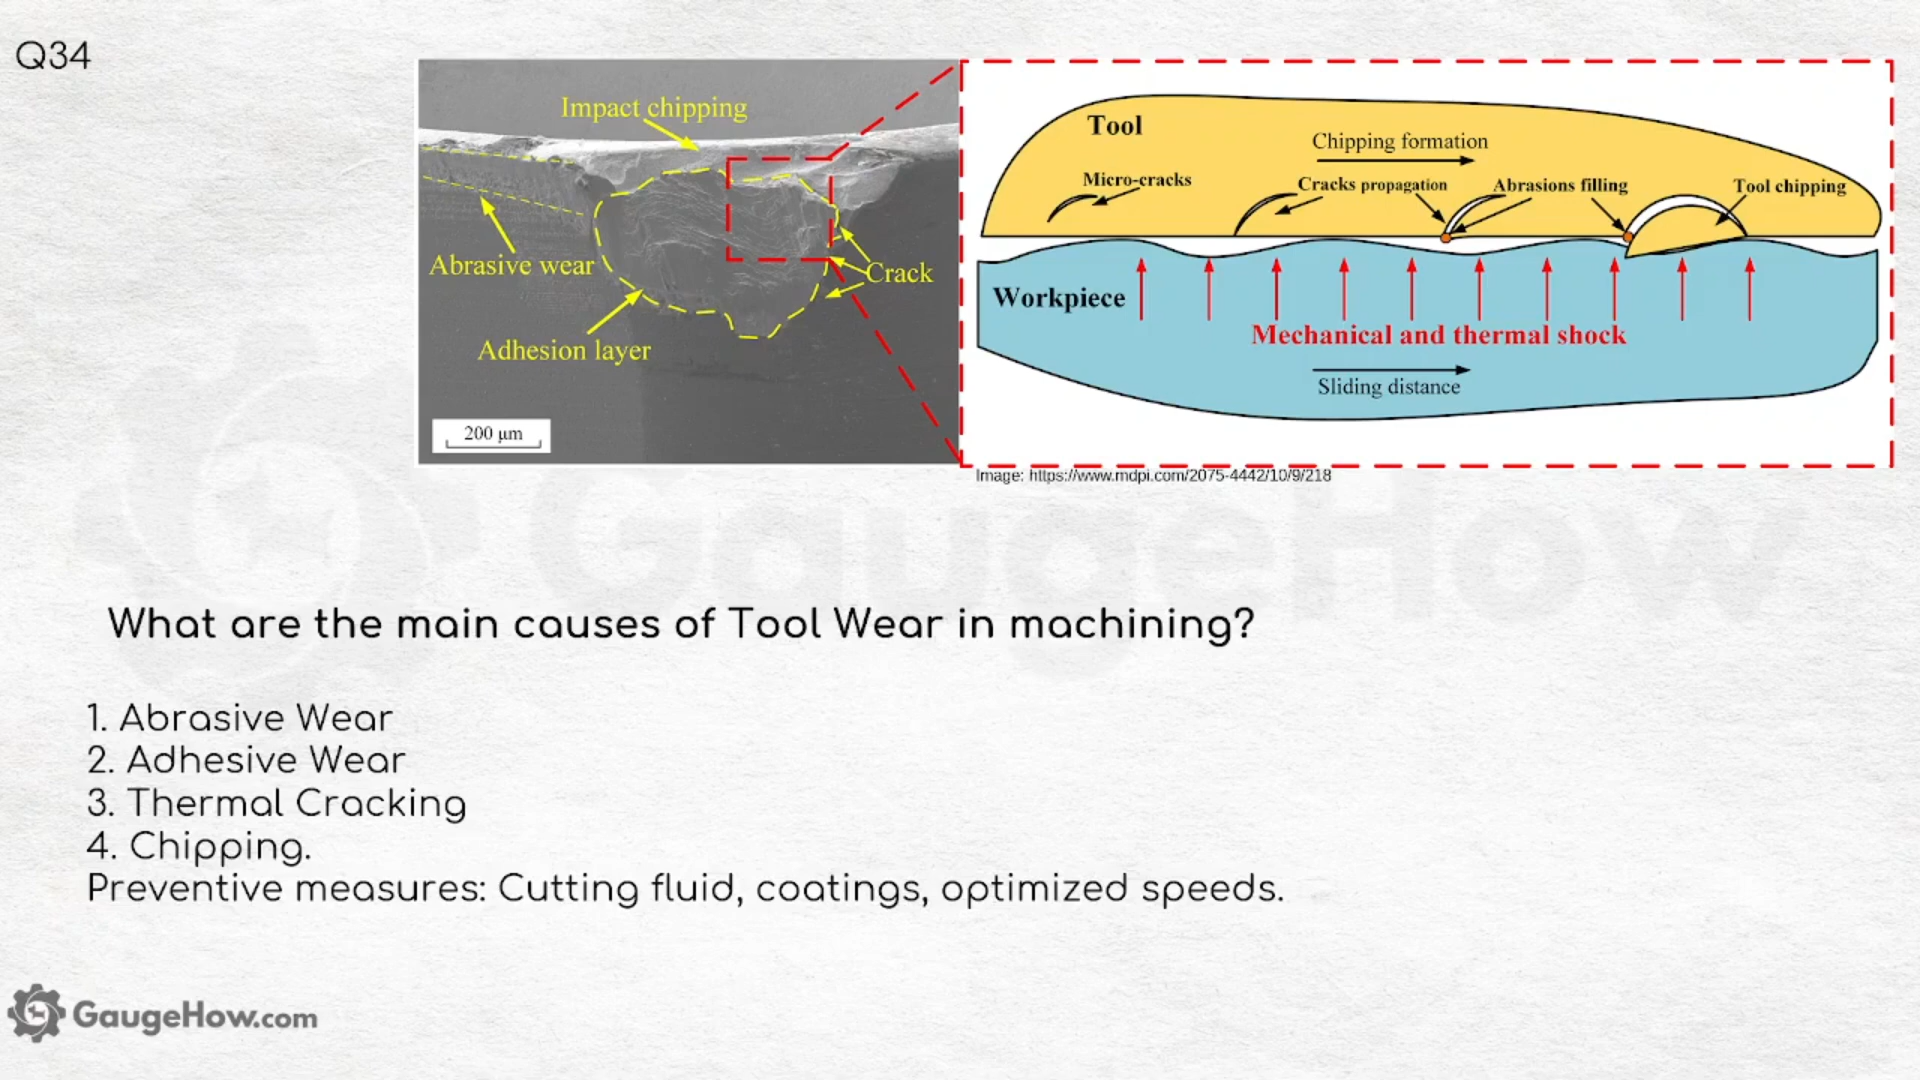 Q34
Impact chipping
Abrasive wear
Crack
Adhesion layer
200 µm
Tool
Chipping formation
Micro-cracks
Cracks propagation
Abrasions filling
Tool chipping
Workpiece
Mechanical and thermal shock
Sliding distance
Image: https://www.mdpi.com/2075-4442/10/9/218
GaugeHow
What are the main causes of Tool Wear in machining?
1. Abrasive Wear
2. Adhesive Wear
3. Thermal Cracking
4. Chipping.
Preventive measures: Cutting fluid, coatings, optimized speeds.
GaugeHow.com